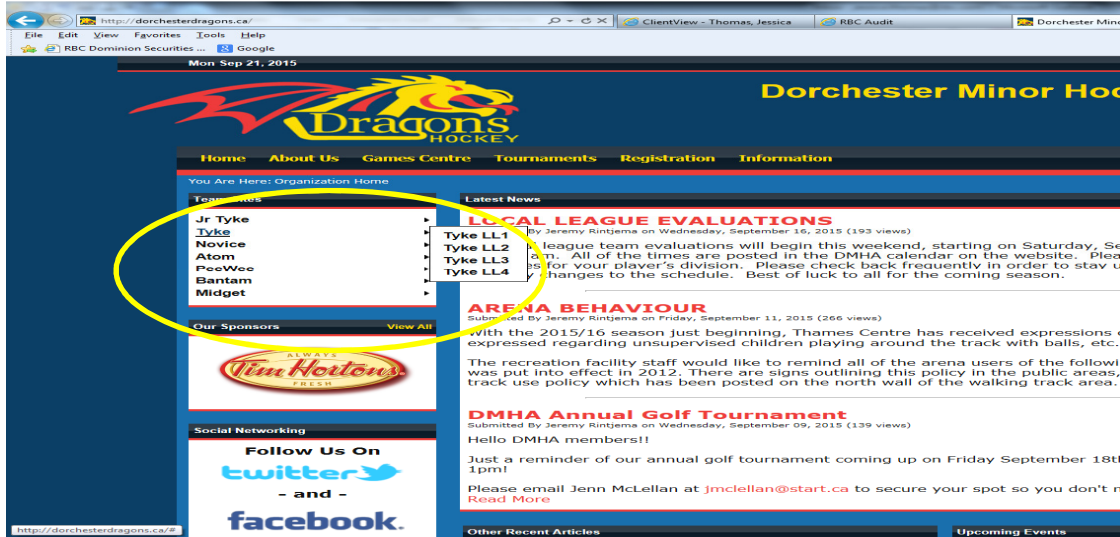 http://dorchesterdragons.ca/
ClientView - Thomas, Jessica
RBC Audit
Dorchester Mino
File Edit View Favorites Tools Help
RBC Dominion Securities ... Google
Mon Sep 21, 2015
Dragons
HOCKEY
Dorchester Minor Hoc
Home About Us Games Centre Tournaments Registration Information
You Are Here: Organization Home
Team Sites
Jr Tyke
Tyke
Novice
Atom
PeeWee
Bantam
Midget
Tyke LL1
Tyke LL2
Tyke LL3
Tyke LL4
Our Sponsors View All
ALWAYS
Tim Hortons
FRESH
Social Networking
Follow Us On
twitter
- and -
facebook.
http://dorchesterdragons.ca/#
Latest News
LOCAL LEAGUE EVALUATIONS
By Jeremy Rintjema on Wednesday, September 16, 2015 (193 views)
league team evaluations will begin this weekend, starting on Saturday, Se
am. All of the times are posted in the DMHA calendar on the website. Plea
for your player's division. Please check back frequently in order to stay u
changes to the schedule. Best of luck to all for the coming season.
ARENA BEHAVIOUR
Submitted By Jeremy Rintjema on Friday, September 11, 2015 (266 views)
With the 2015/16 season just beginning, Thames Centre has received expressions
expressed regarding unsupervised children playing around the track with balls, etc.
The recreation facility staff would like to remind all of the arena users of the followi
was put into effect in 2012. There are signs outlining this policy in the public areas,
track use policy which has been posted on the north wall of the walking track area.
DMHA Annual Golf Tournament
Submitted By Jeremy Rintjema on Wednesday, September 09, 2015 (139 views)
Hello DMHA members!!
Just a reminder of our annual golf tournament coming up on Friday September 18th
1pm!
Please email Jenn McLellan at jmclellan@start.ca to secure your spot so you don't
Read More
Other Recent Articles
Upcoming Events